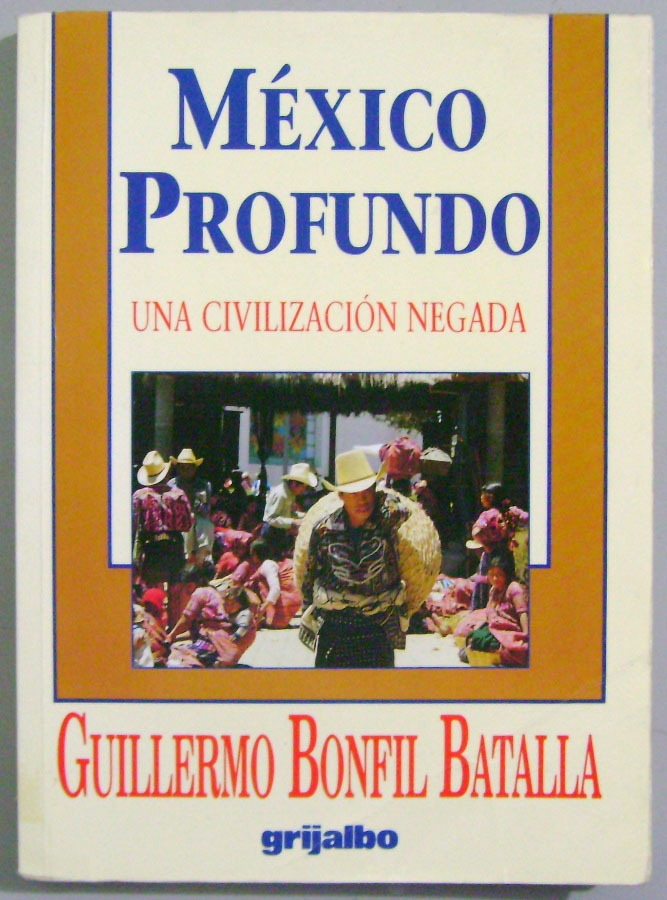 MÉXICO
PROFUNDO
UNA CIVILIZACIÓN NEGADA
GUILLERMO BONFIL BATALLA
grijalbo